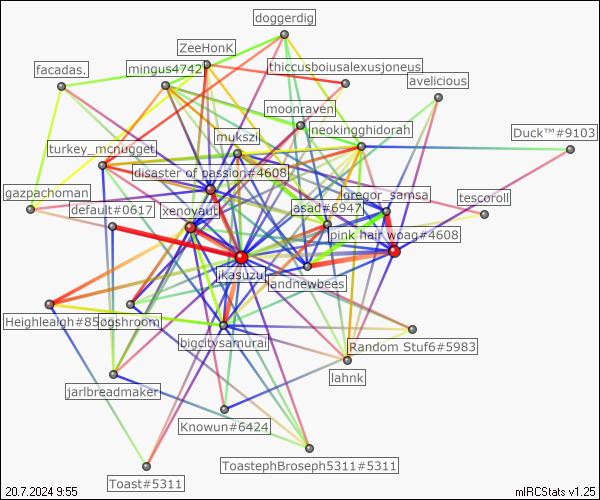 doggerdig
ZeeHonK
thiccusboiusalexusjoneus
facadas.
mingus4742
avelicious
moonraven
neokingghidorah
Duck™#9103
mukszi
turkey_mcnugget
disaster of passion#4608
gazpachoman
gregor_samsa
tescoroll
default#0617
xenoyaut
asad#6947
pink hair woag#4608
jkasuzu
landnewbees
Heighleaigh#85
ooshroom
bigcitysamurai
Random Stuf6#5983
lahnk
jarlbreadmaker
Knowun#6424
ToastephBroseph5311#5311
Toast#5311
20.7.2024 9:55
mIRCStats v1.25